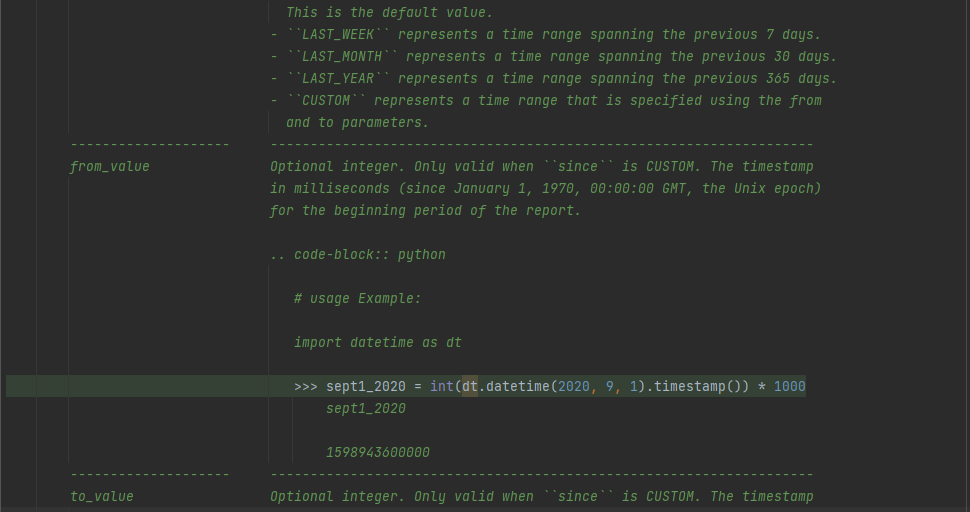 This is the default value.
- ``LAST_WEEK`` represents a time range spanning the previous 7 days.
- ``LAST_MONTH`` represents a time range spanning the previous 30 days.
- ``LAST_YEAR`` represents a time range spanning the previous 365 days.
- ``CUSTOM`` represents a time range that is specified using the from
and to parameters.
--------------------     --------------------------------------------------------------------
from_value               Optional integer. Only valid when ``since`` is CUSTOM. The timestamp
in milliseconds (since January 1, 1970, 00:00:00 GMT, the Unix epoch)
for the beginning period of the report.
.. code-block:: python
# usage Example:
import datetime as dt
>>> sept1_2020 = int(dt.datetime(2020, 9, 1).timestamp()) * 1000
sept1_2020
1598943600000
--------------------     --------------------------------------------------------------------
to_value                 Optional integer. Only valid when ``since`` is CUSTOM. The timestamp